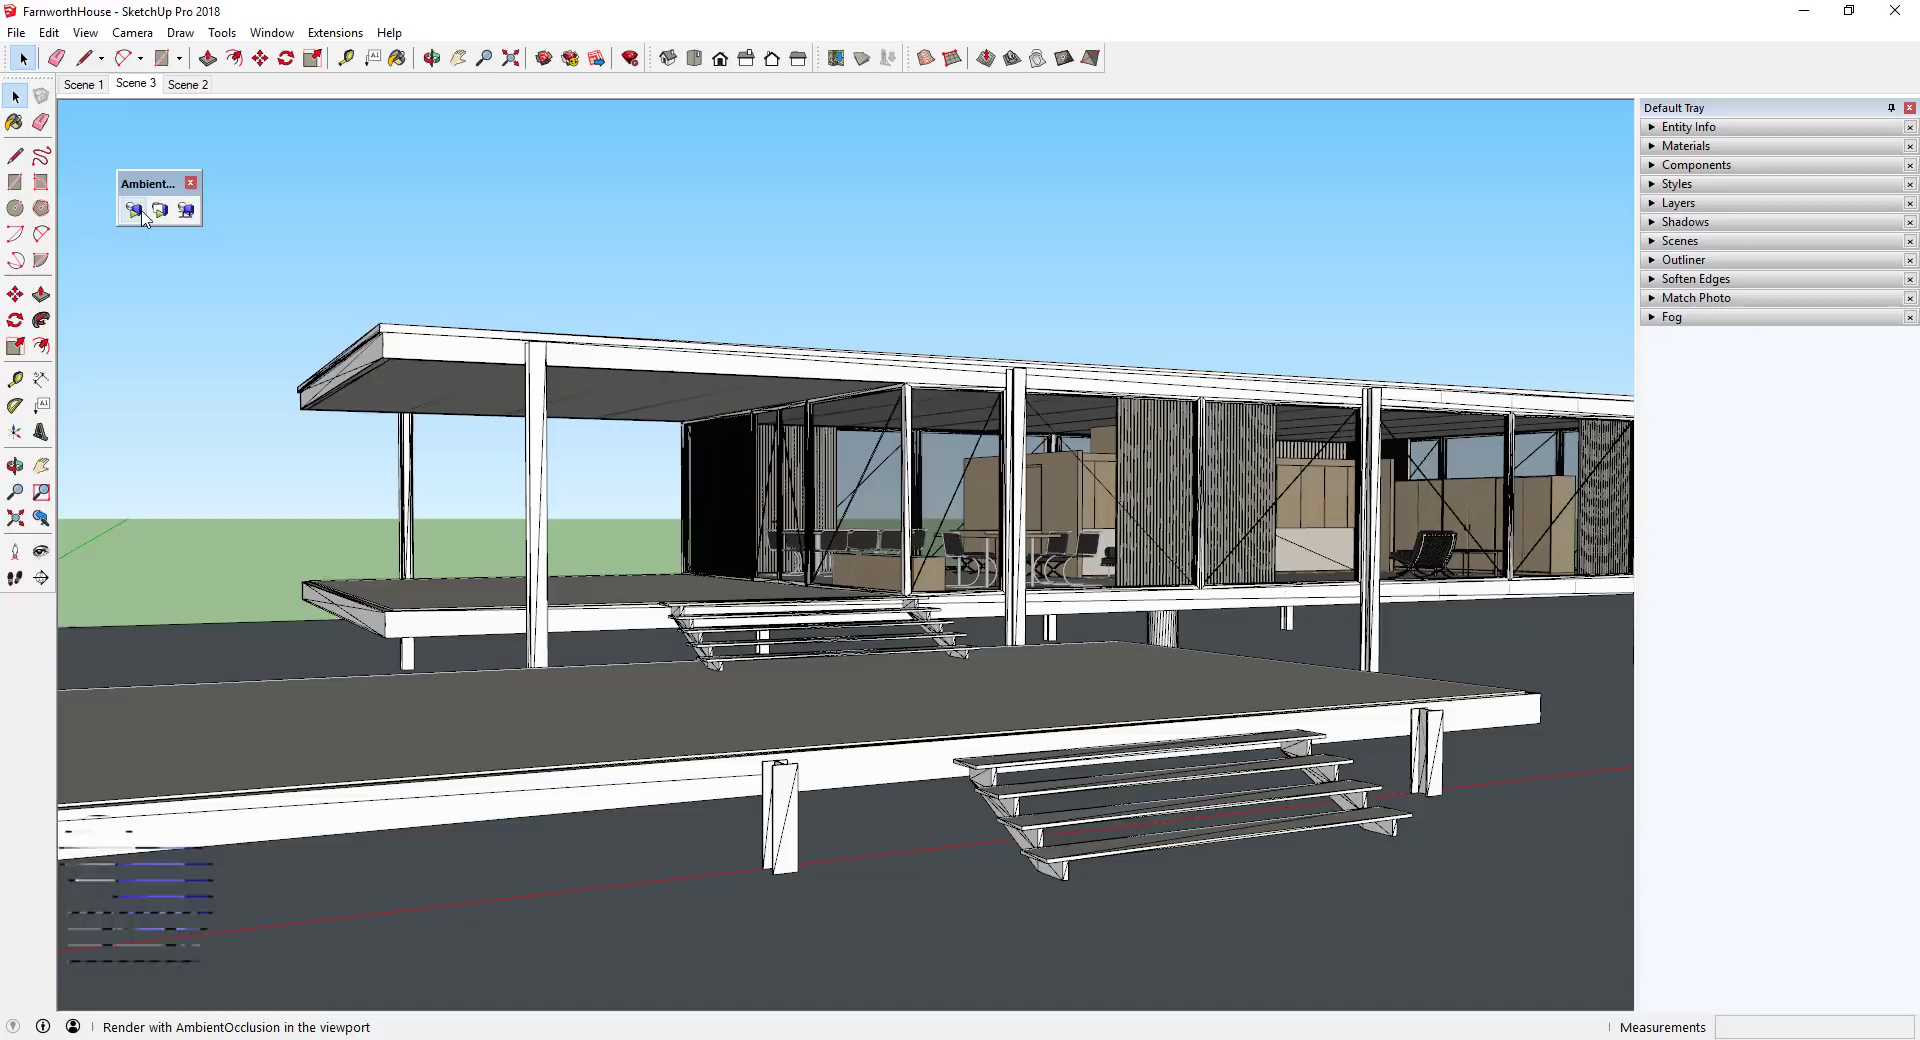 FarnworthHouse - SketchUp Pro 2018
File Edit View Camera Draw Tools Window Extensions Help
Scene 1 Scene 3 Scene 2
Ambient...
Default Tray
Entity Info
Materials
Components
Styles
Layers
Shadows
Scenes
Outliner
Soften Edges
Match Photo
Fog
Render with AmbientOcclusion in the viewport
Measurements